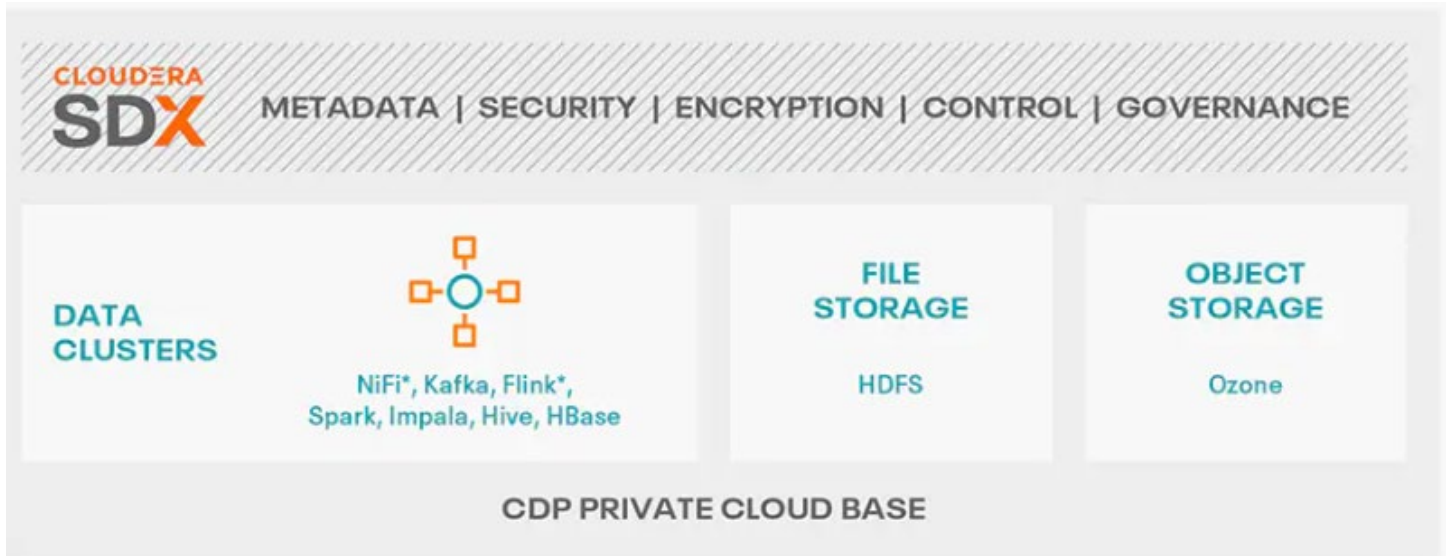 CLOUDERA
SDX
METADATA | SECURITY | ENCRYPTION | CONTROL | GOVERNANCE
DATA
CLUSTERS
NiFi*, Kafka, Flink*,
Spark, Impala, Hive, HBase
FILE
STORAGE
HDFS
OBJECT
STORAGE
Ozone
CDP PRIVATE CLOUD BASE